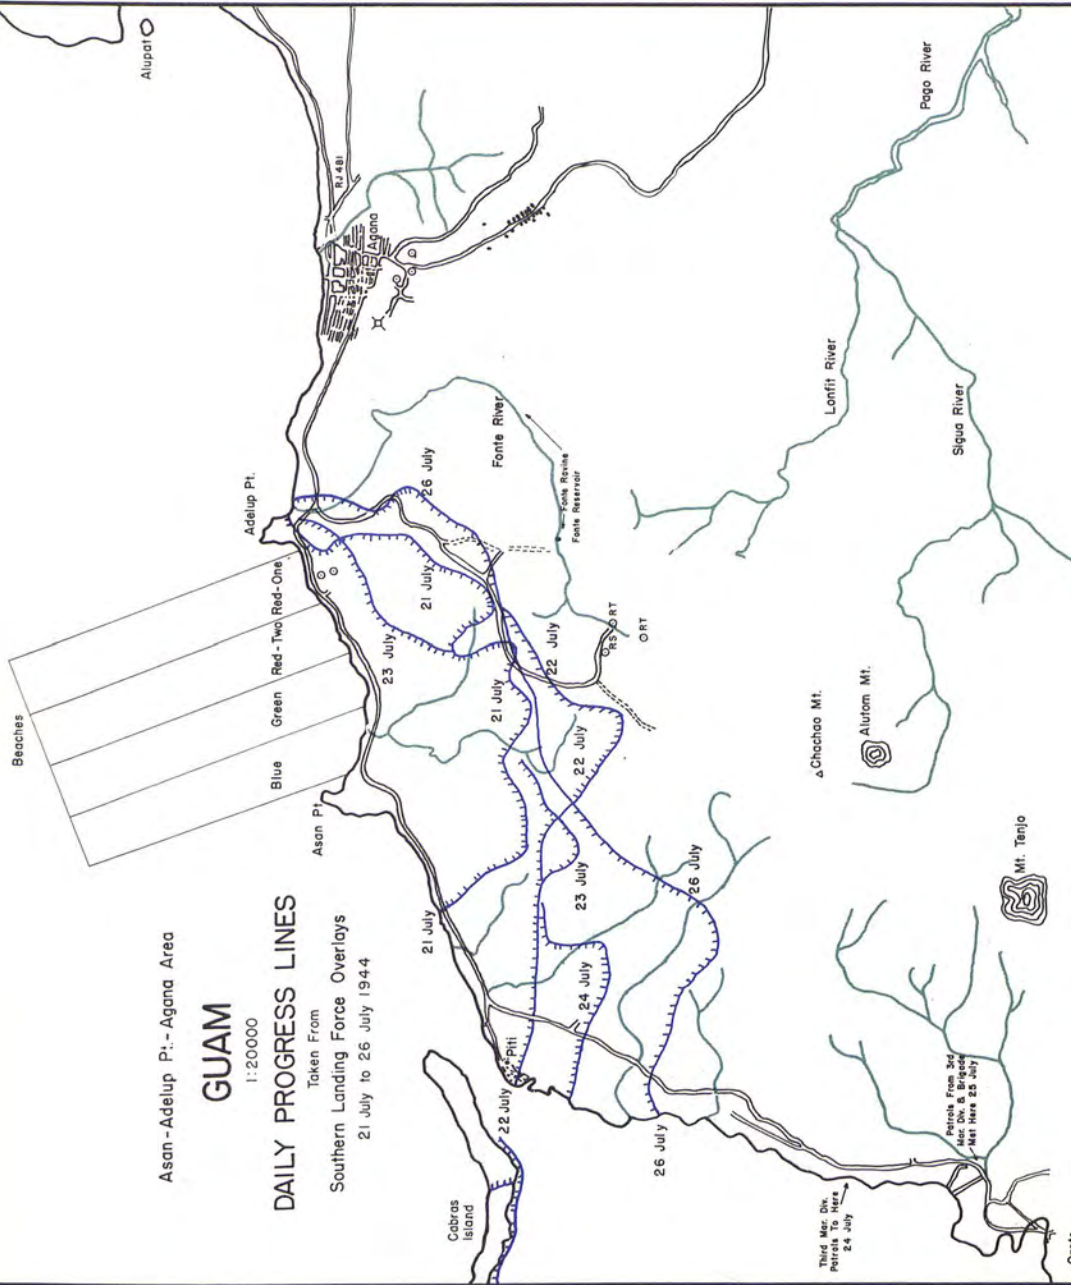 Alupat
RJ 481
Pago River
Agana
Lonfit River
Sigua River
Fonte River
Fonte Ravine
Fonte Reservoir
Adelup Pt.
26 July
21 July
23 July
22 July
21 July
22 July
RS
RT
RT
Beaches
Red-One
Red-Two
Green
Blue
Asan Pt.
Chachao Mt.
Alutom Mt.
Mt. Tenjo
21 July
23 July
26 July
24 July
Asan-Adelup Pt.-Agana Area
GUAM
1:20000
DAILY PROGRESS LINES
Taken From
Southern Landing Force Overlays
21 July to 26 July 1944
Piti
22 July
26 July
Cabras
Island
Patrols From 3rd
Mar. Div. & Brigade
Met Here 25 July
Third Mar. Div.
Patrols To Here
24 July